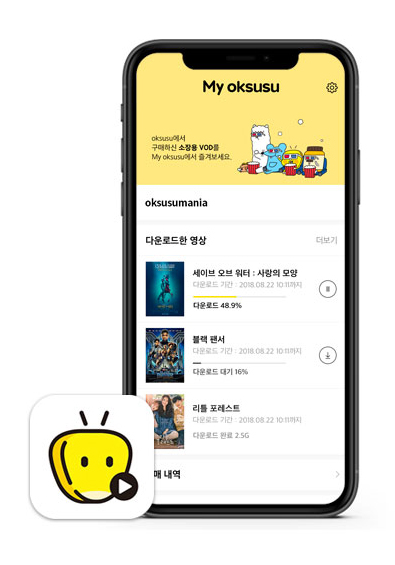 My oksusu
oksusu에서
구매하신 소장용 VOD를
My oksusu에서 즐겨보세요.
oksusumania
다운로드한 영상
더보기
세이브 오브 워터 : 사랑의 모양
다운로드 기간 : 2018.08.22 10:11까지
다운로드 48.9%
블랙 팬서
다운로드 기간 : 2018.08.22 10:11까지
다운로드 대기 16%
리틀 포레스트
다운로드 기간 : 2018.08.22 10:11까지
다운로드 완료 2.5G
매 내역